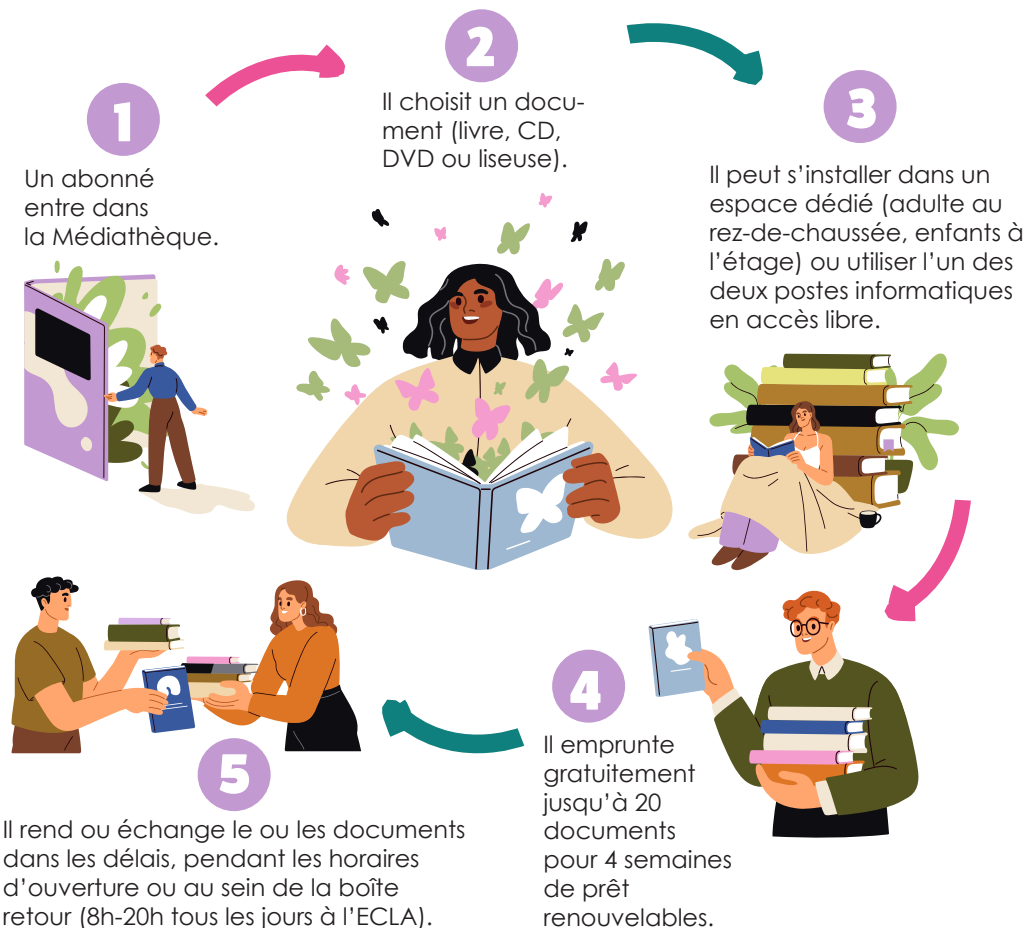 1
Un abonné
entre dans
la Médiathèque.
2
Il choisit un docu-
ment (livre, CD,
DVD ou liseuse).
3
Il peut s’installer dans un
espace dédié (adulte au
rez-de-chaussée, enfants à
l’étage) ou utiliser l’un des
deux postes informatiques
en accès libre.
4
Il emprunte
gratuitement
jusqu’à 20
documents
pour 4 semaines
de prêt
renouvelables.
5
Il rend ou échange le ou les documents
dans les délais, pendant les horaires
d’ouverture ou au sein de la boîte
retour (8h-20h tous les jours à l’ECLA).